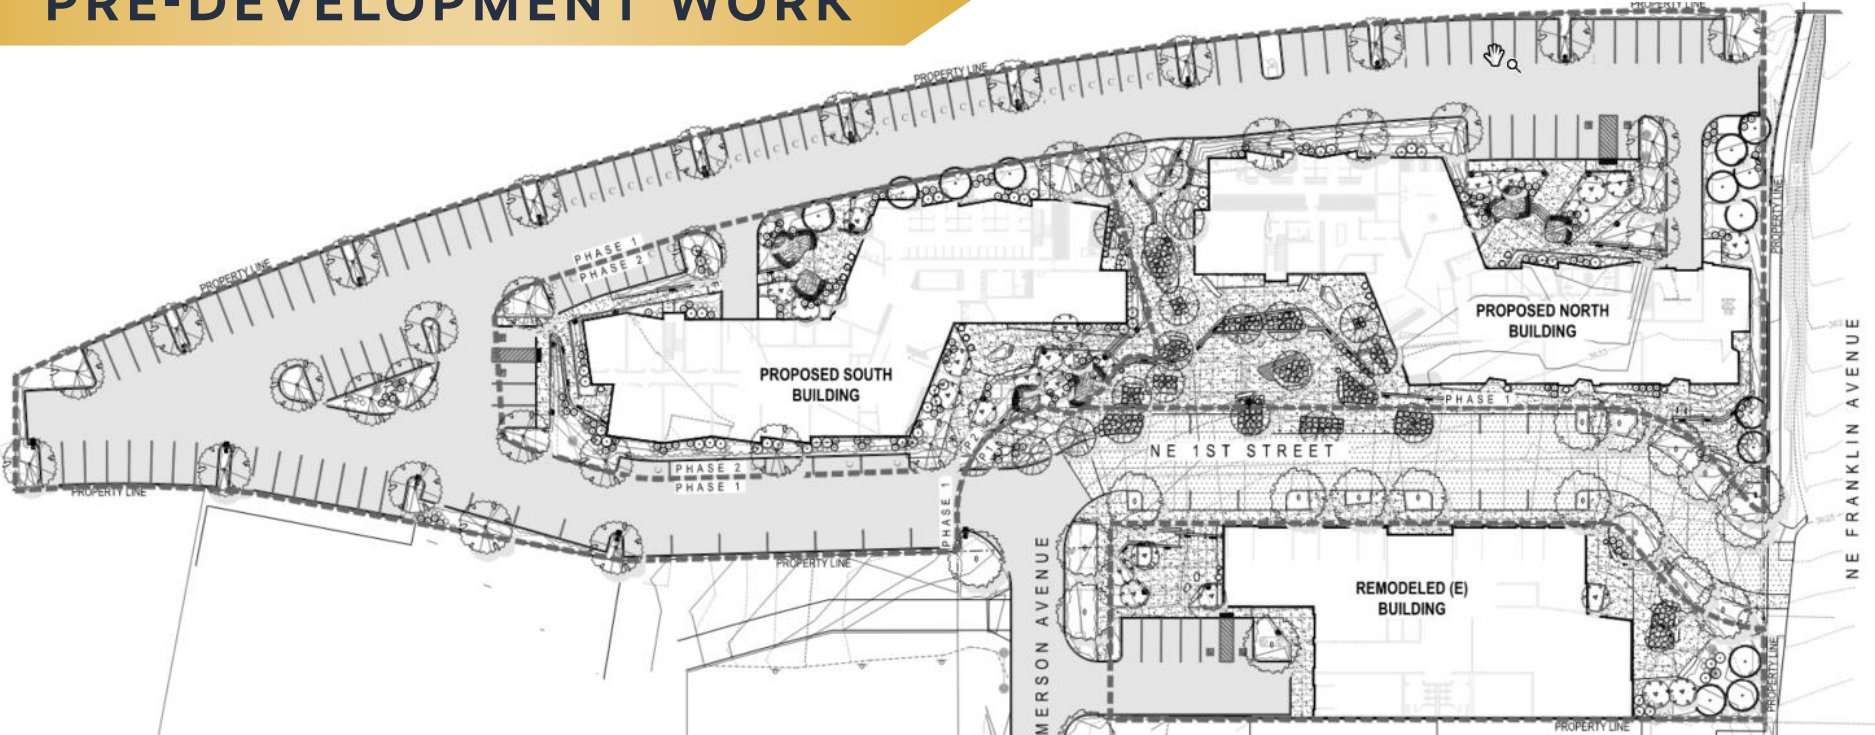 PRE-DEVELOPMENT WORK
PROPERTY LINE
PROPERTY LINE
PROPERTY LINE
PHASE 1
PHASE 2
PROPERTY LINE
PROPOSED NORTH
BUILDING
PROPOSED SOUTH
BUILDING
NE FRANKLIN AVENUE
PHASE 1
NE 1ST STREET
PHASE 2
PHASE 1
PROPERTY LINE
PHASE 1
PROPERTY LINE
MERSON AVENUE
REMODELED (E)
BUILDING
PROPERTY LINE
PROPERTY LINE